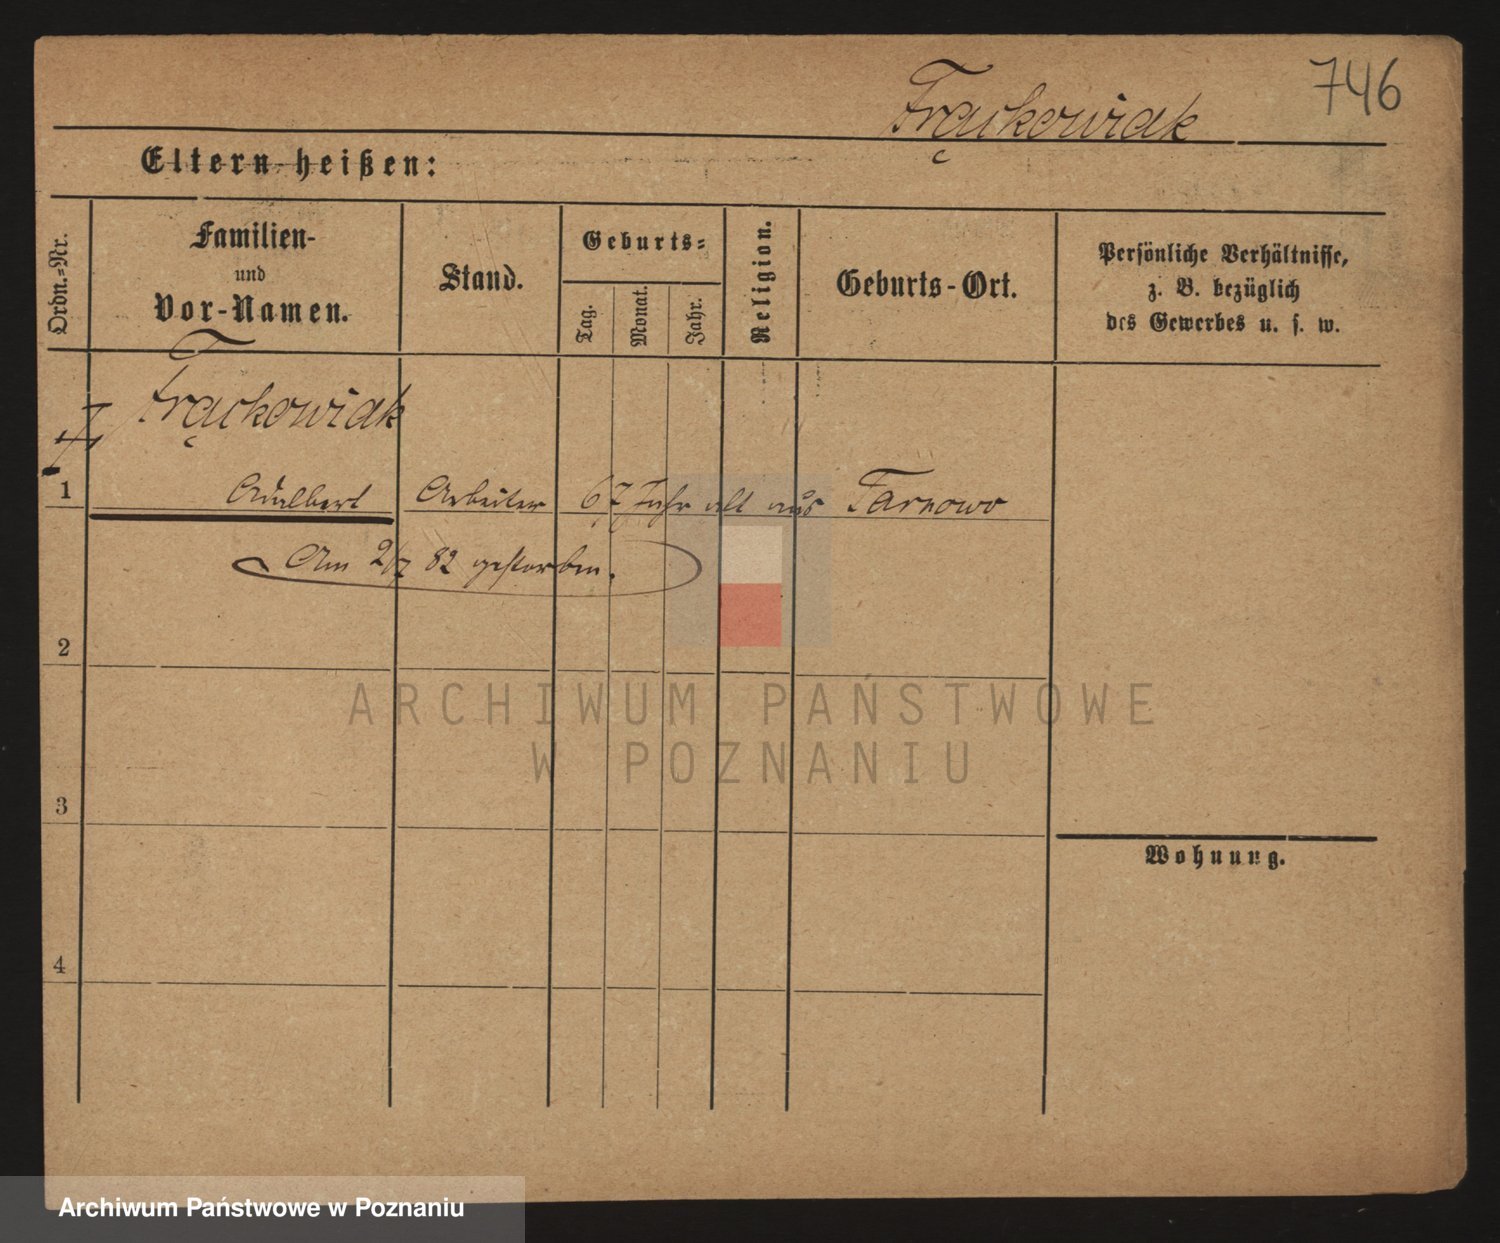 746
Frąckowiak
Eltern heißen:
Ordn.=Nr.
Familien-
und
Vor-Namen.
Stand.
Geburts=
Tag.
Monat.
Jahr.
Religion.
Geburts-Ort.
Persönliche Verhältnisse,
z. B. bezüglich
des Gewerbes u. s. w.
Frąckowiak
1 Adalbert Arbeiter 67 Jahr alt aus Tarnowo
Am 2/7 82 gestorben.
2
3
4
Wohnung.
ARCHIWUM PAŃSTWOWE
W POZNANIU
Archiwum Państwowe w Poznaniu